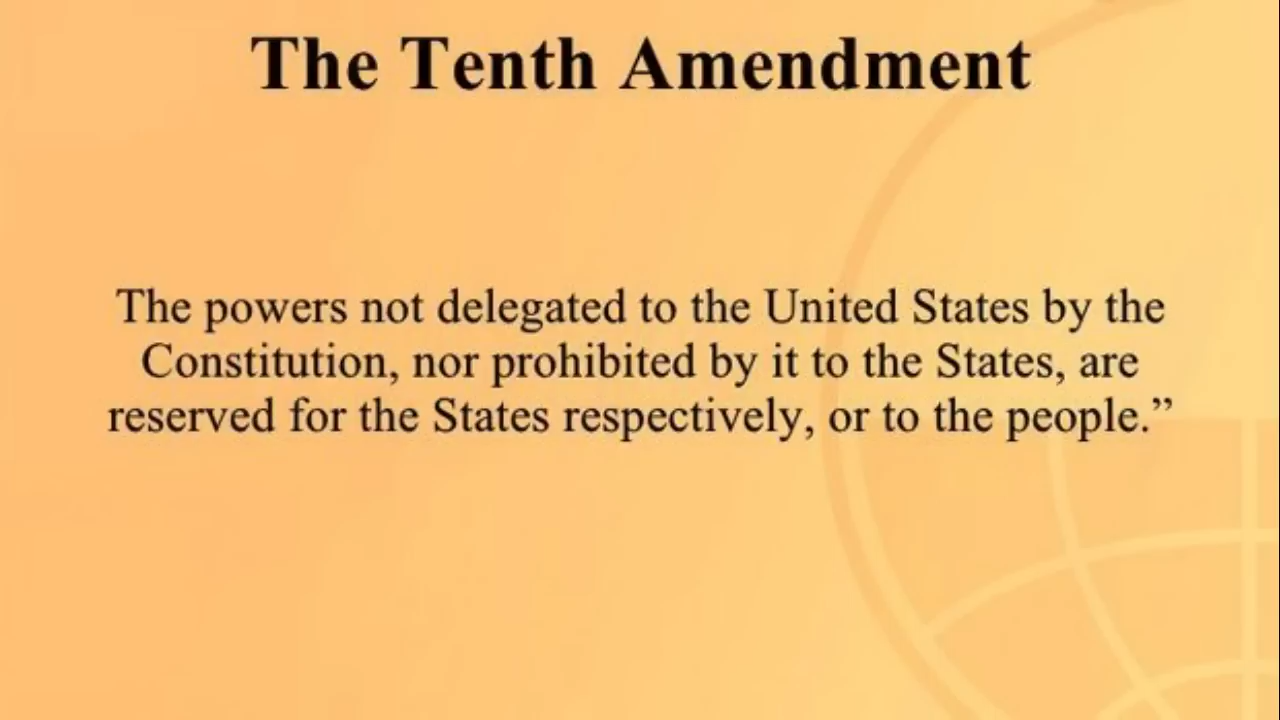 The Tenth Amendment
The powers not delegated to the United States by the
Constitution, nor prohibited by it to the States, are
reserved for the States respectively, or to the people.”